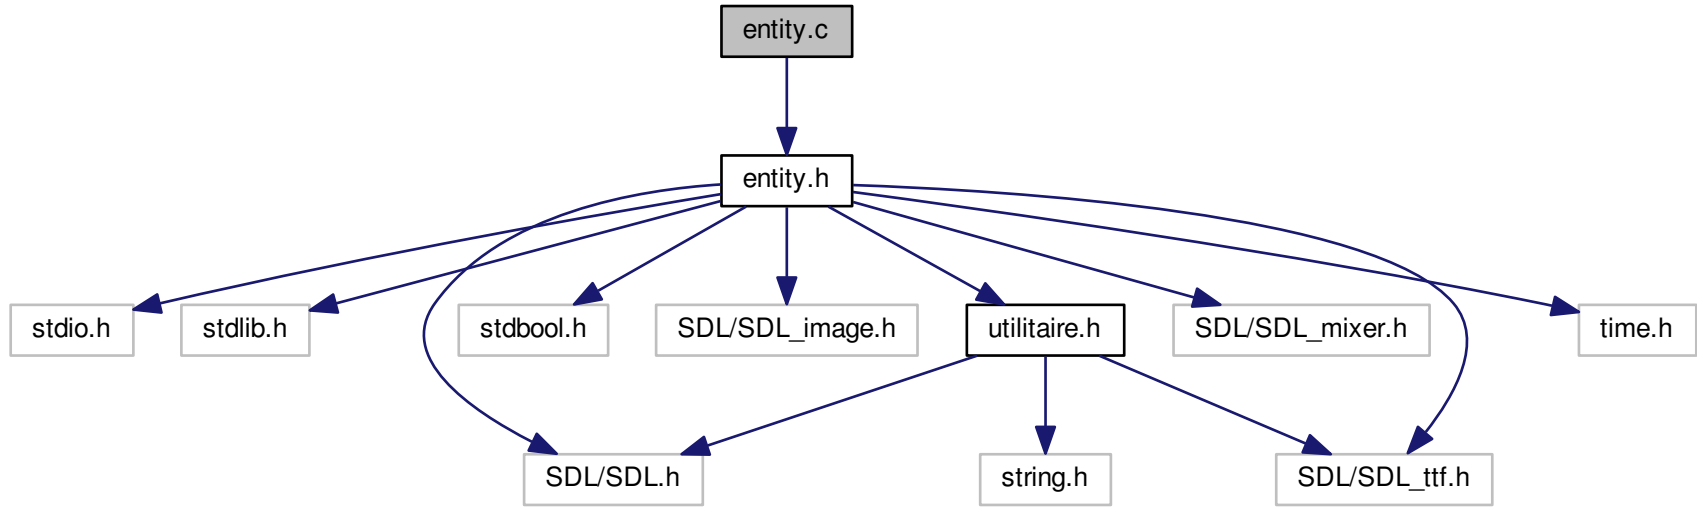 entity.c
entity.h
stdio.h
stdlib.h
stdbool.h
SDL/SDL_image.h
utilitaire.h
SDL/SDL_mixer.h
time.h
SDL/SDL.h
string.h
SDL/SDL_ttf.h